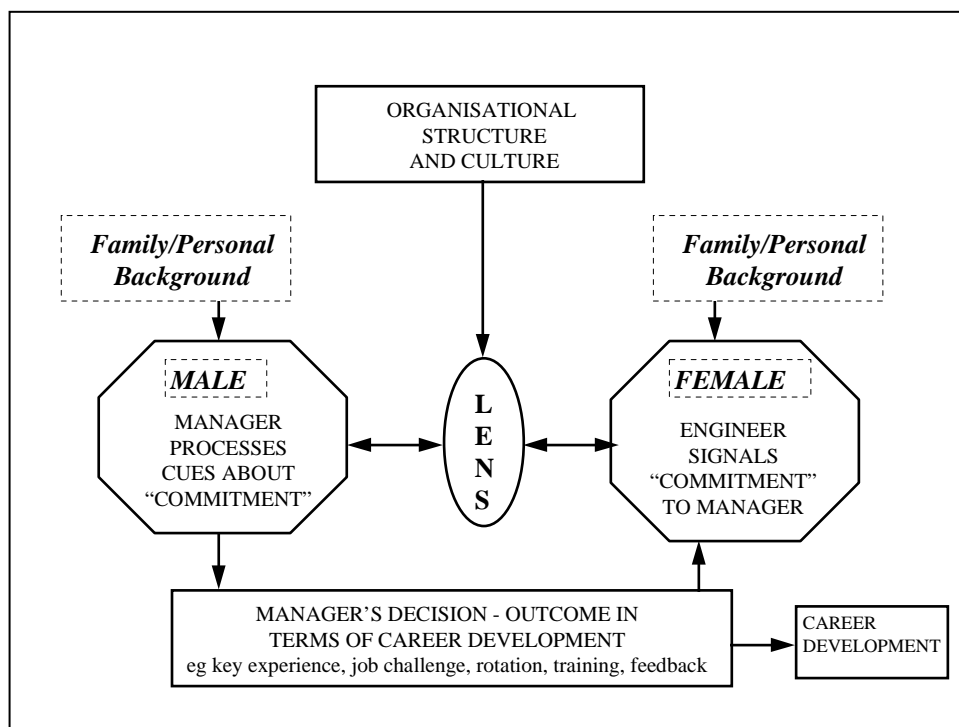 ORGANISATIONAL
STRUCTURE
AND CULTURE
Family/Personal
Background
Family/Personal
Background
MALE
MANAGER
PROCESSES
CUES ABOUT
“COMMITMENT”
L
E
N
S
FEMALE
ENGINEER
SIGNALS
“COMMITMENT”
TO MANAGER
MANAGER’S DECISION - OUTCOME IN
TERMS OF CAREER DEVELOPMENT
eg key experience, job challenge, rotation, training, feedback
CAREER
DEVELOPMENT